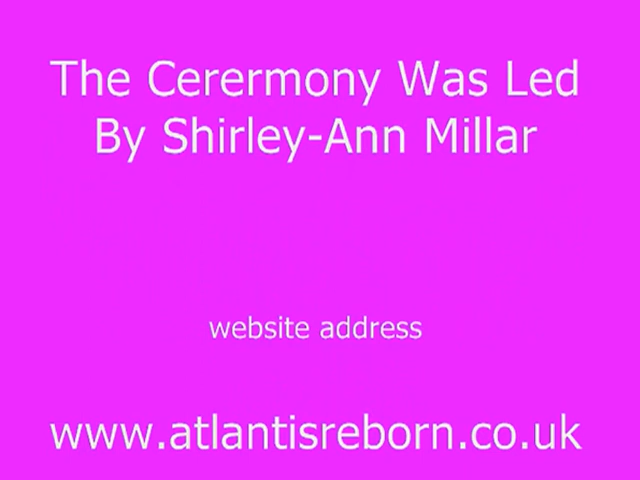 The Cerermony Was Led
By Shirley-Ann Millar
website address
www.atlantisreborn.co.uk